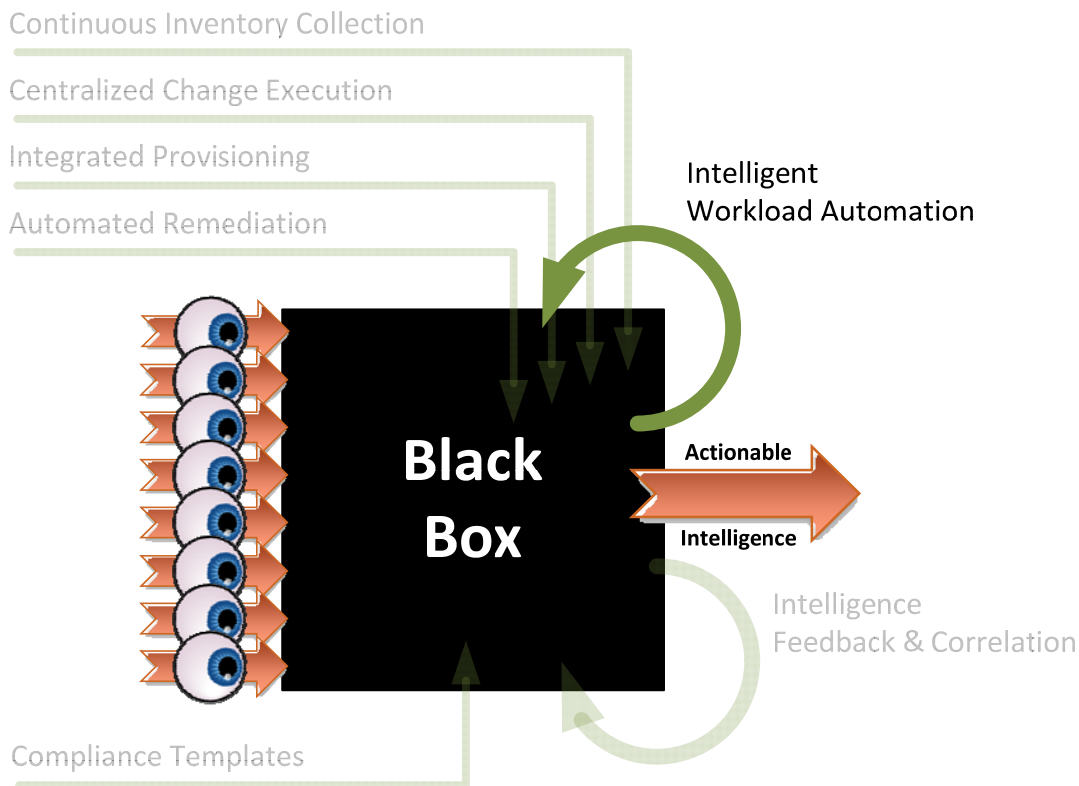 Continuous Inventory Collection
Centralized Change Execution
Integrated Provisioning
Automated Remediation
Intelligent
Workload Automation
Black
Box
Actionable
Intelligence
Intelligence
Feedback & Correlation
Compliance Templates